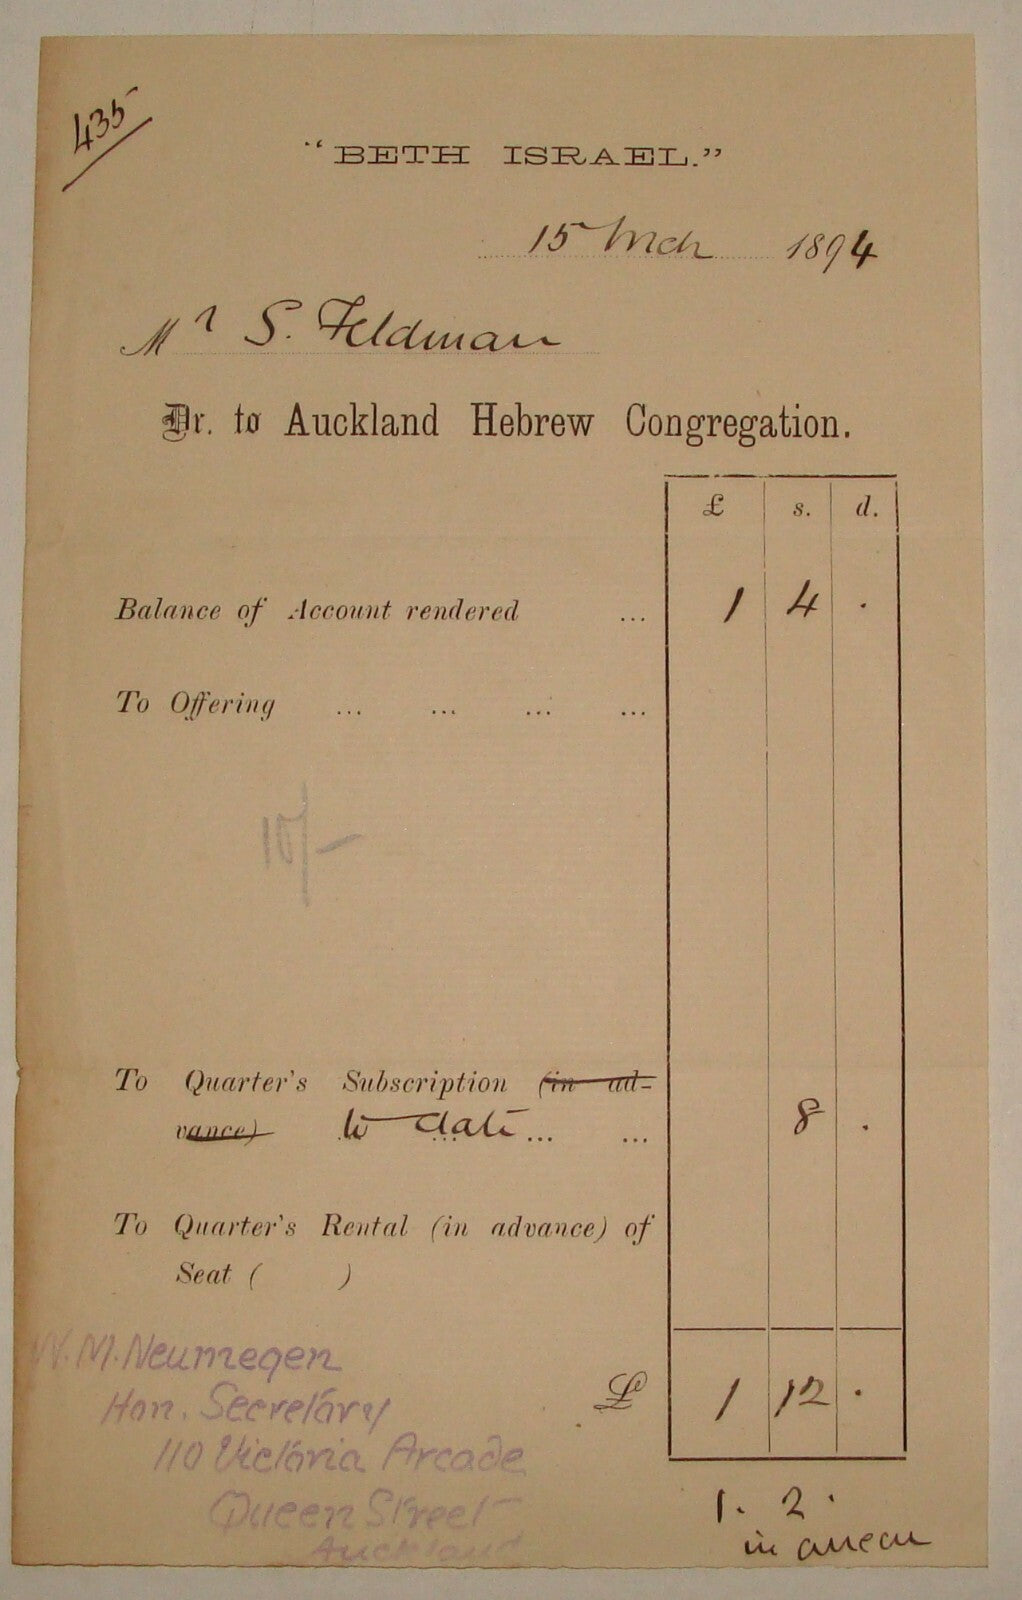 435
"BETH ISRAEL."
15 Mch 1894
Mr S. Feldman
Dr. to Auckland Hebrew Congregation.
£ s. d.
Balance of Account rendered ... 1 4 .
To Offering ... ... ... ...
10/-
To Quarter's Subscription (in ad-
vance) to date ... ... 8 .
To Quarter's Rental (in advance) of
Seat ( )
W. M. Neumegen
Hon. Secretary
£ 1 12 .
110 Victoria Arcade
Queen Street
Auckland
1. 2 .
in arrear